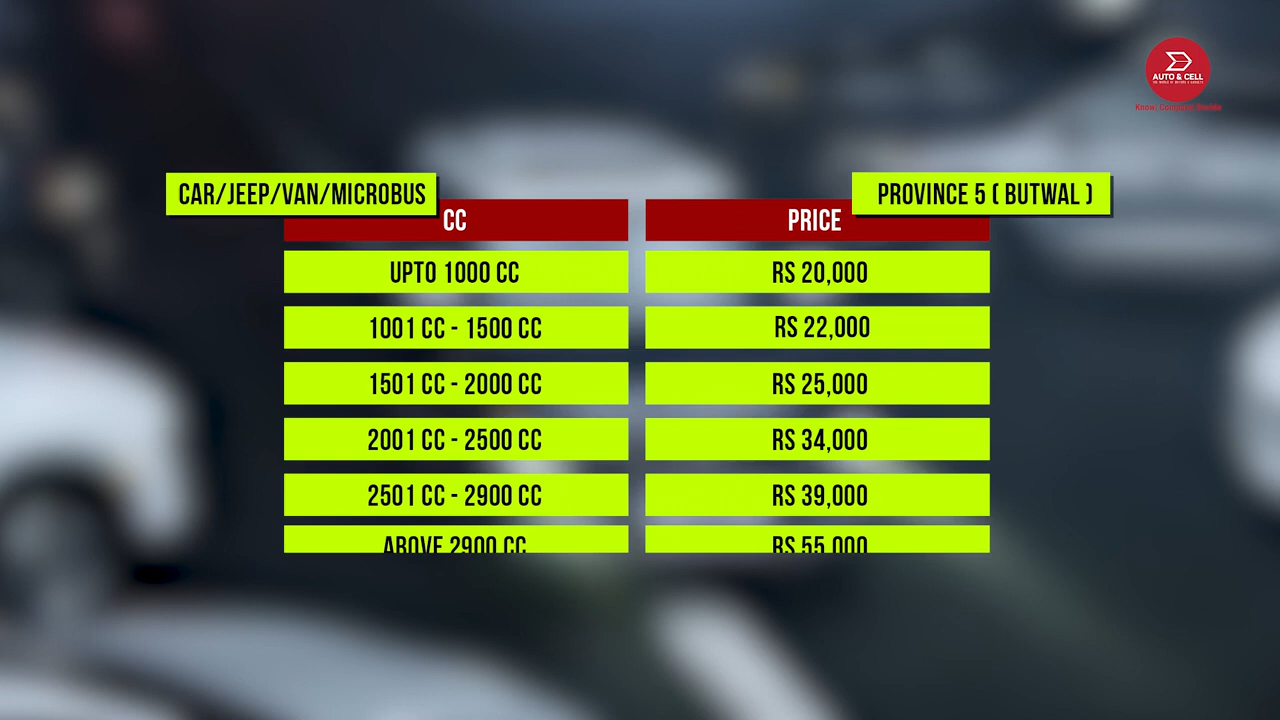 AUTO & CELL
CAR/JEEP/VAN/MICROBUS
PROVINCE 5 ( BUTWAL )
CC PRICE
UPTO 1000 CC RS 20,000
1001 CC - 1500 CC RS 22,000
1501 CC - 2000 CC RS 25,000
2001 CC - 2500 CC RS 34,000
2501 CC - 2900 CC RS 39,000
ABOVE 2900 CC RS 55,000